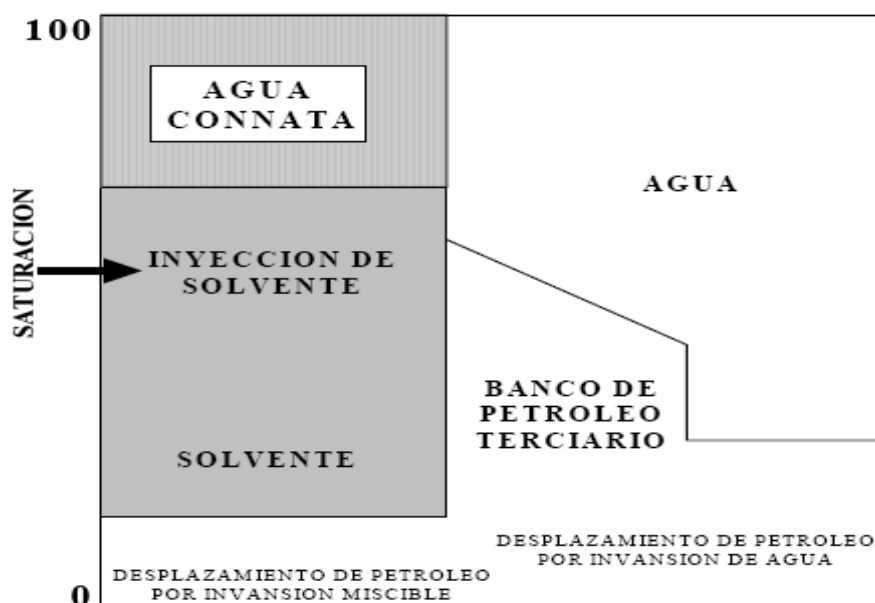 100
AGUA
CONNATA
AGUA
SATURACION
INYECCION DE
SOLVENTE
BANCO DE
PETROLEO
TERCIARIO
SOLVENTE
DESPLAZAMIENTO DE PETROLEO
POR INVANSION DE AGUA
DESPLAZAMIENTO DE PETROLEO
POR INVANSION MISCIBLE
0